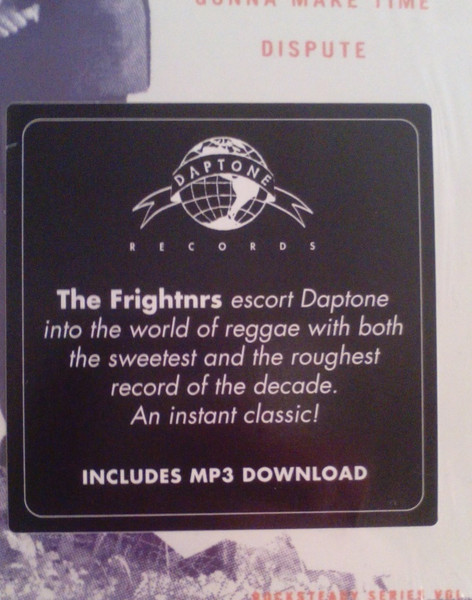 GONNA MAKE TIME
DISPUTE
DAPTONE
RECORDS
The Frightnrs escort Daptone
into the world of reggae with both
the sweetest and the roughest
record of the decade.
An instant classic!
INCLUDES MP3 DOWNLOAD
ROCKSTEADY SERIES VOL